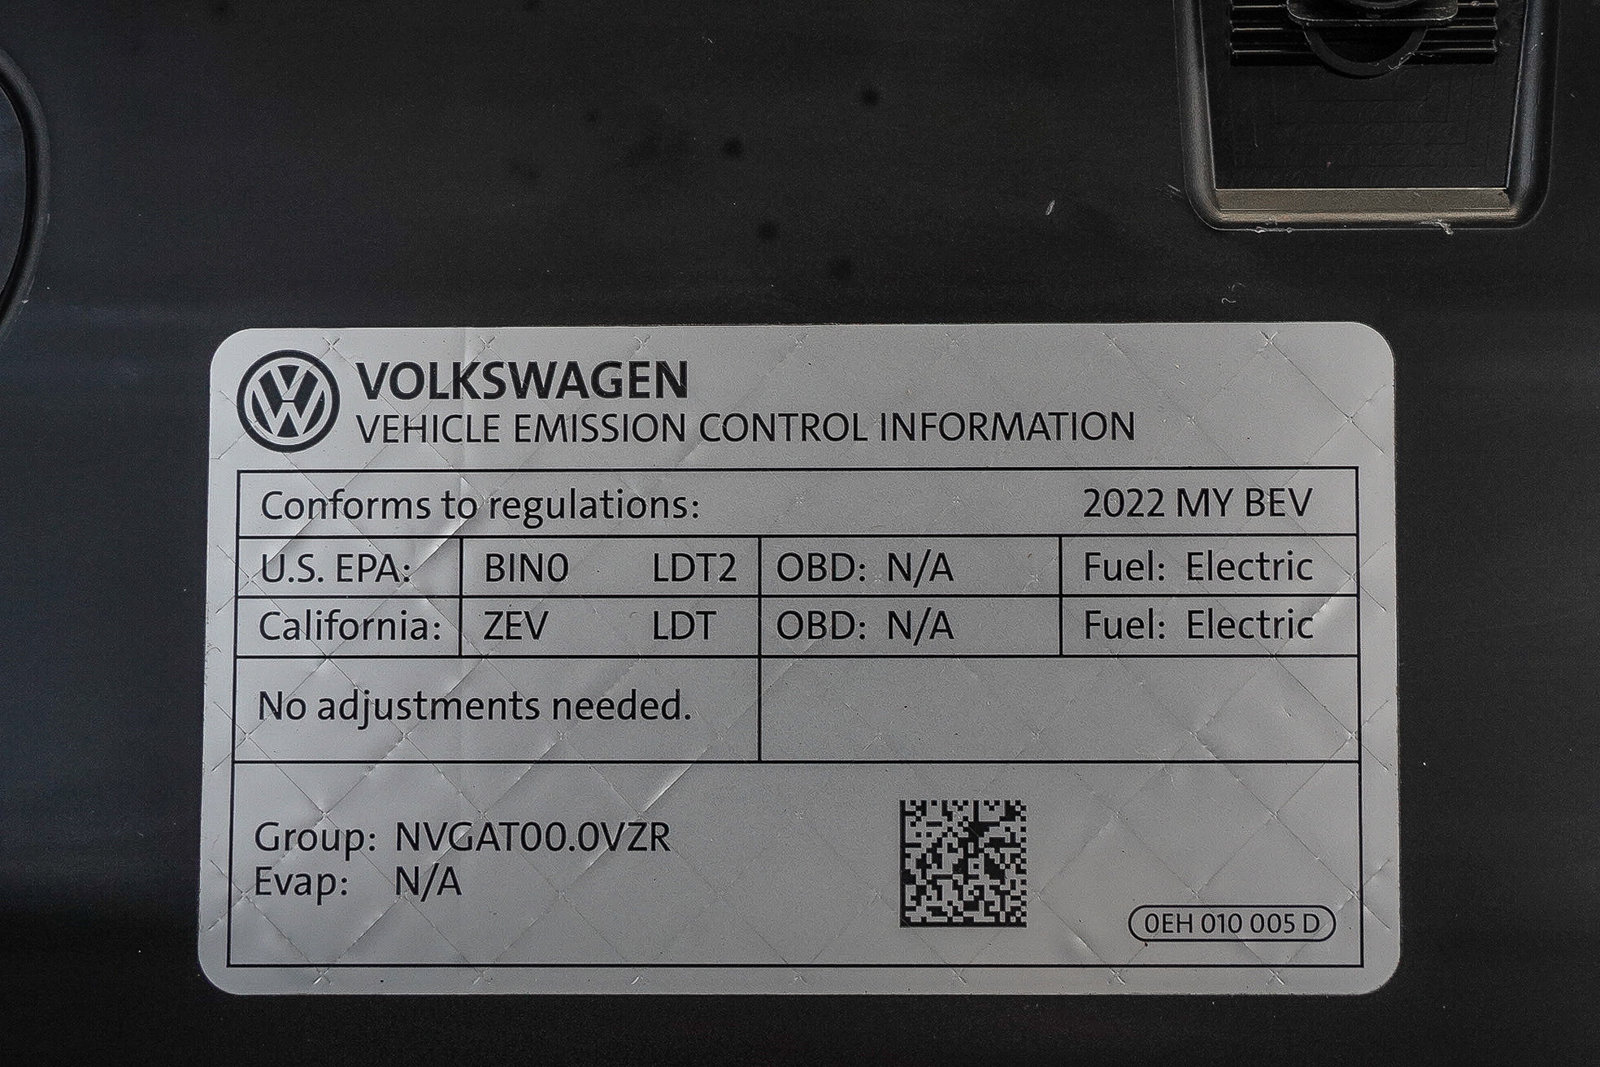 VOLKSWAGEN
VEHICLE EMISSION CONTROL INFORMATION
Conforms to regulations: 2022 MY BEV
U.S. EPA: BIN0 LDT2 OBD: N/A Fuel: Electric
California: ZEV LDT OBD: N/A Fuel: Electric
No adjustments needed.
Group: NVGAT00.0VZR
Evap: N/A
0EH 010 005 D